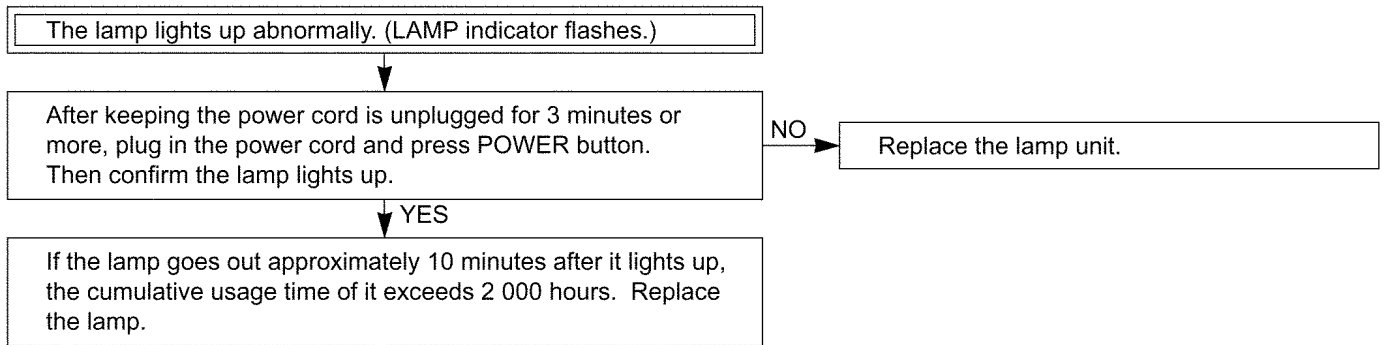 The lamp lights up abnormally. (LAMP indicator flashes.)
After keeping the power cord is unplugged for 3 minutes or
more, plug in the power cord and press POWER button.
Then confirm the lamp lights up.
NO
Replace the lamp unit.
YES
If the lamp goes out approximately 10 minutes after it lights up,
the cumulative usage time of it exceeds 2 000 hours.  Replace
the lamp.